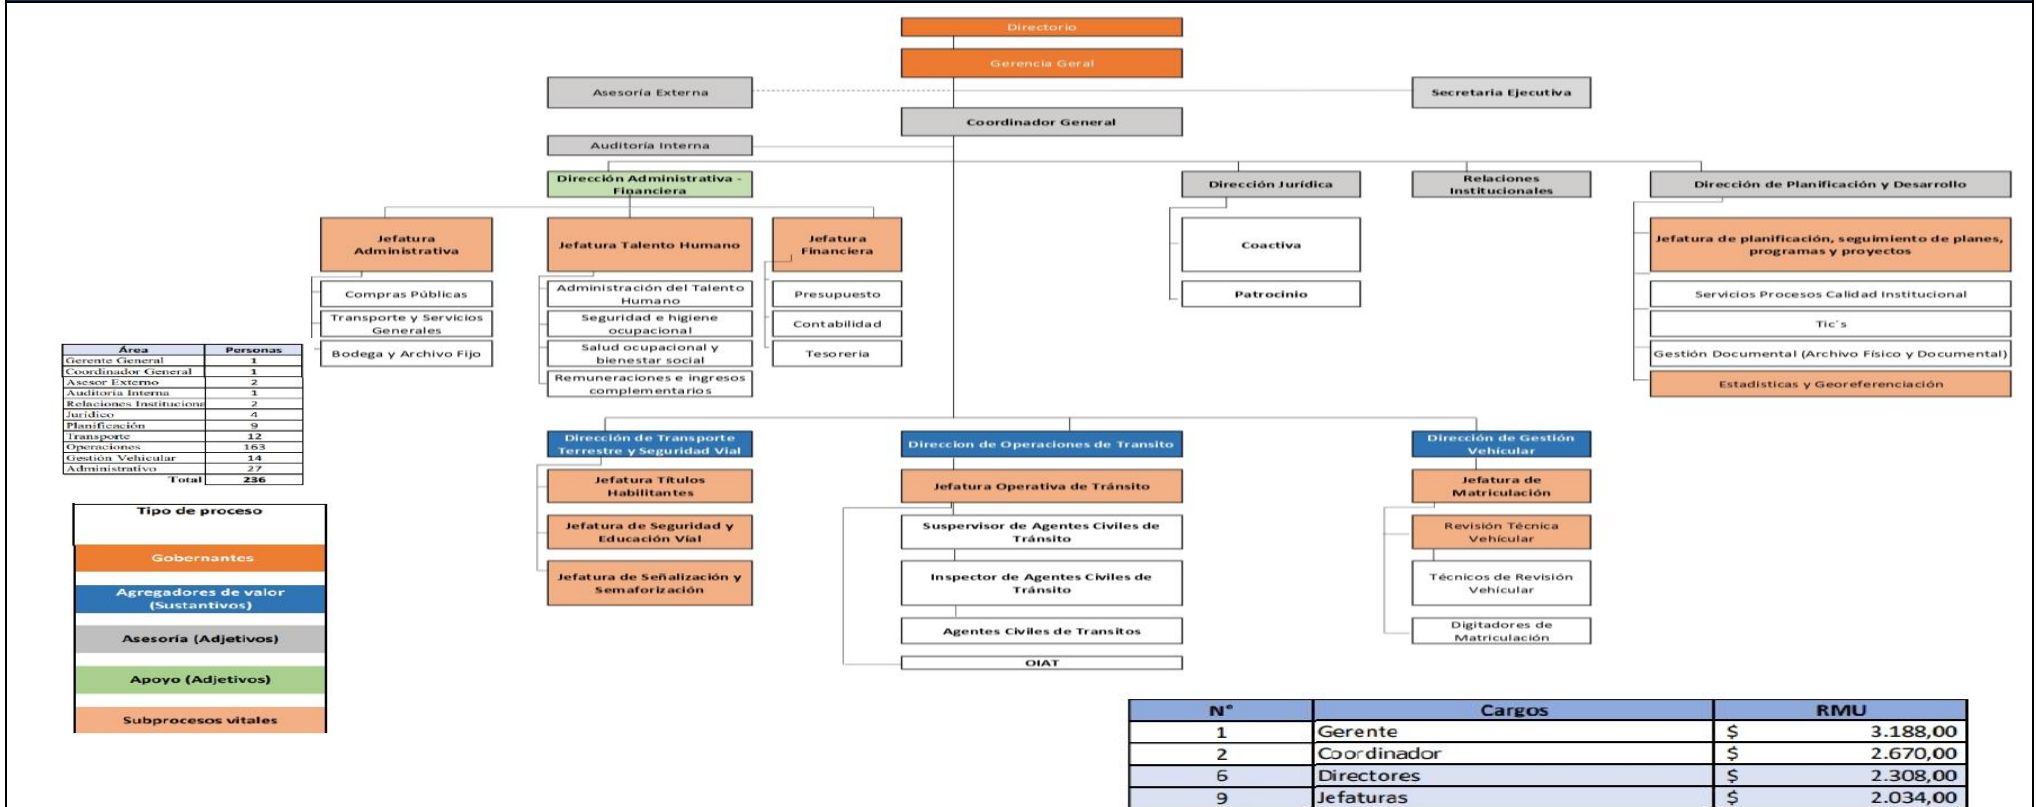 Directorio
Gerencia Geral
Asesoría Externa
Secretaria Ejecutiva
Coordinador General
Auditoría Interna
Dirección Administrativa -
Financiera
Dirección Jurídica
Relaciones
Institucionales
Dirección de Planificación y Desarrollo
Jefatura
Administrativa
Jefatura Talento Humano
Jefatura
Financiera
Coactiva
Jefatura de planificación, seguimiento de planes,
programas y proyectos
Compras Públicas
Administración del Talento
Humano
Presupuesto
Patrocinio
Servicios Procesos Calidad Institucional
Transporte y Servicios
Generales
Seguridad e higiene
ocupacional
Contabilidad
Tic´s
Bodega y Archivo Fijo
Salud ocupacional y
bienestar social
Tesoreria
Gestión Documental (Archivo Físico y Documental)
Remuneraciones e ingresos
complementarios
Estadísticas y Georeferenciación
Área Personas
Gerente General 1
Coordinador General 1
Asesor Externo 2
Auditoria Interna 1
Relaciones Instituciona 2
Jurídico 4
Planificación 9
Transporte 12
Operaciones 163
Gestión Vehicular 14
Administrativo 27
Total 236
Dirección de Transporte
Terrestre y Seguridad Vial
Direccion de Operaciones de Transito
Dirección de Gestión
Vehicular
Jefatura Títulos
Habilitantes
Jefatura Operativa de Tránsito
Jefatura de
Matriculación
Jefatura de Seguridad y
Educación Víal
Suspervisor de Agentes Civiles de
Tránsito
Revisión Técnica
Vehicular
Jefatura de Señalización y
Semaforización
Inspector de Agentes Civiles de
Tránsito
Técnicos de Revisión
Vehicular
Agentes Civiles de Transitos
Digitadores de
Matriculación
OIAT
Tipo de proceso
Gobernantes
Agregadores de valor
(Sustantivos)
Asesoría (Adjetivos)
Apoyo (Adjetivos)
Subprocesos vitales
N° Cargos RMU
1 Gerente $ 3.188,00
2 Coordinador $ 2.670,00
6 Directores $ 2.308,00
9 Jefaturas $ 2.034,00